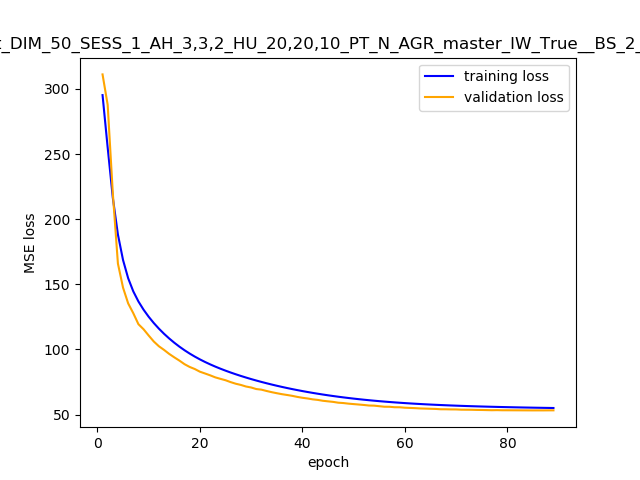 _DIM_50_SESS_1_AH_3,3,2_HU_20,20,10_PT_N_AGR_master_IW_True__BS_2_
training loss
validation loss
MSE loss
300
250
200
150
100
50
0
20
40
60
80
epoch